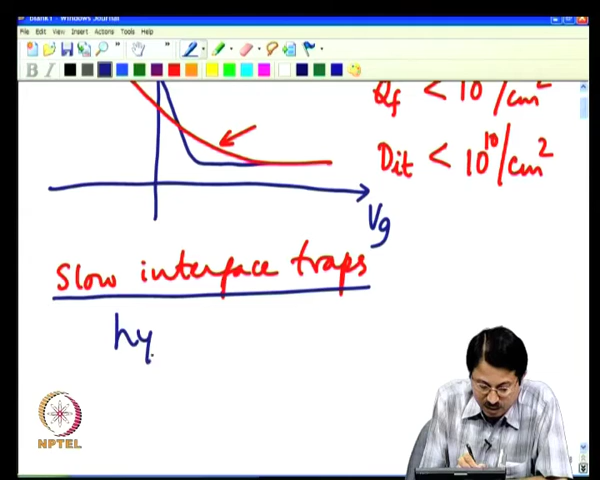 blank1 - Windows Journal
File Edit View Insert Actions Tools Help
B I
Qf < 10 /cm²
Dit < 10¹⁰/cm²
Vg
Slow interface traps
hy
NPTEL